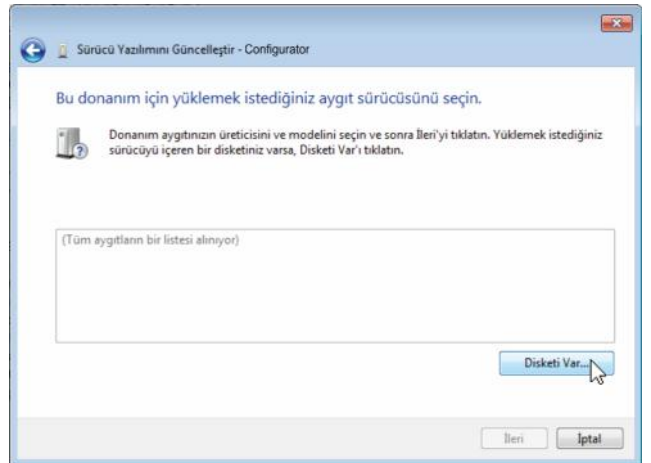 Sürücü Yazılımını Güncelleştir - Configurator
Bu donanım için yüklemek istediğiniz aygıt sürücüsünü seçin.
Donanım aygıtınızın üreticisini ve modelini seçin ve sonra İleri'yi tıklatın. Yüklemek istediğiniz
sürücüyü içeren bir disketiniz varsa, Disketi Var'ı tıklatın.
(Tüm aygıtların bir listesi alınıyor)
Disketi Var...
İleri
İptal